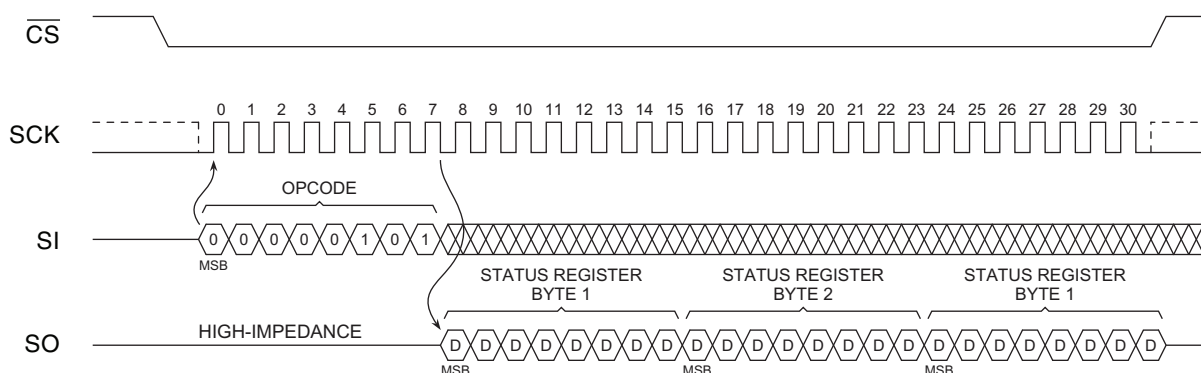 CS
0 1 2 3 4 5 6 7 8 9 10 11 12 13 14 15 16 17 18 19 20 21 22 23 24 25 26 27 28 29 30
SCK
OPCODE
SI 0 0 0 0 0 1 0 1
MSB
STATUS REGISTER
BYTE 1
STATUS REGISTER
BYTE 2
STATUS REGISTER
BYTE 1
HIGH-IMPEDANCE
SO D D D D D D D D D D D D D D D D D D D D D D D D
MSB MSB MSB